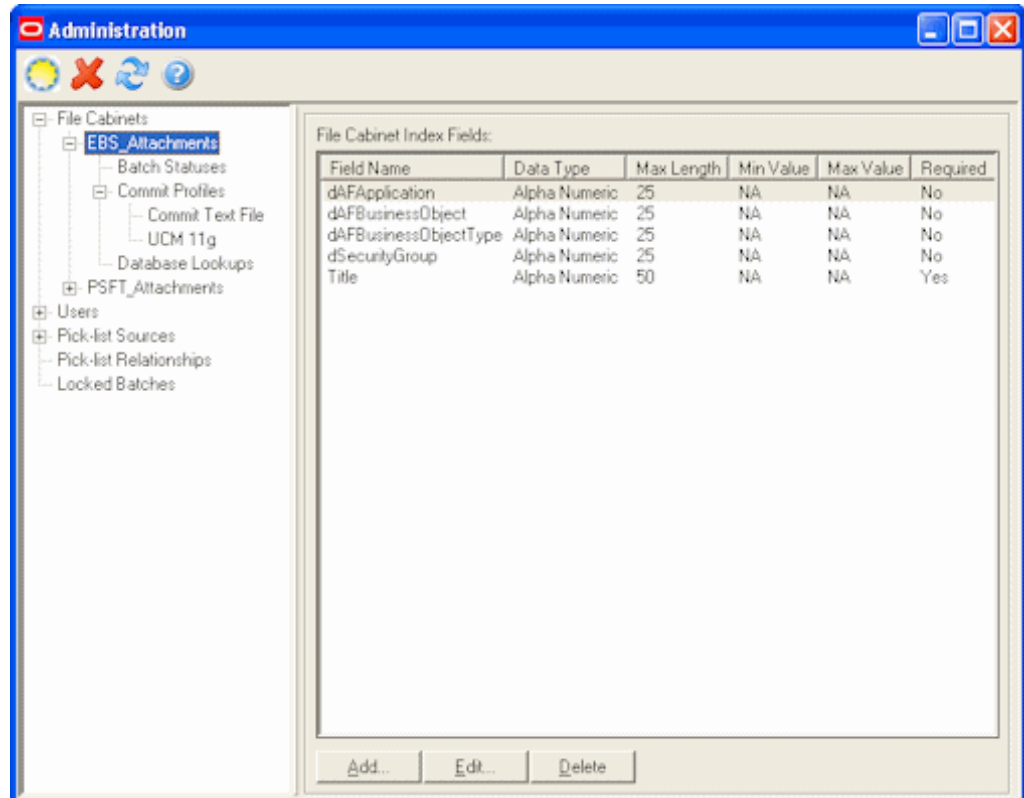 Administration
File Cabinets
EBS_Attachments
Batch Statuses
Commit Profiles
Commit Text File
UCM 11g
Database Lookups
PSFT_Attachments
Users
Pick-list Sources
Pick-list Relationships
Locked Batches
File Cabinet Index Fields:
Field Name Data Type Max Length Min Value Max Value Required
dAFApplication Alpha Numeric 25 NA NA No
dAFBusinessObject Alpha Numeric 25 NA NA No
dAFBusinessObjectType Alpha Numeric 25 NA NA No
dSecurityGroup Alpha Numeric 25 NA NA No
Title Alpha Numeric 50 NA NA Yes
Add... Edit... Delete